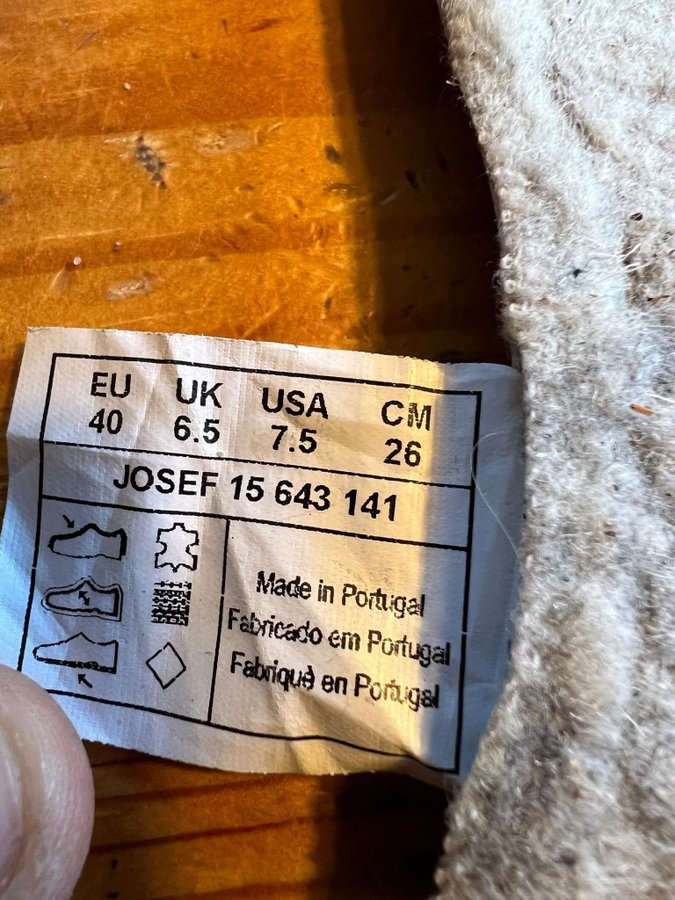 EU UK USA CM
40 6.5 7.5 26
JOSEF 15 643 141
Made in Portugal
Fabricado em Portugal
Fabriquè en Portugal